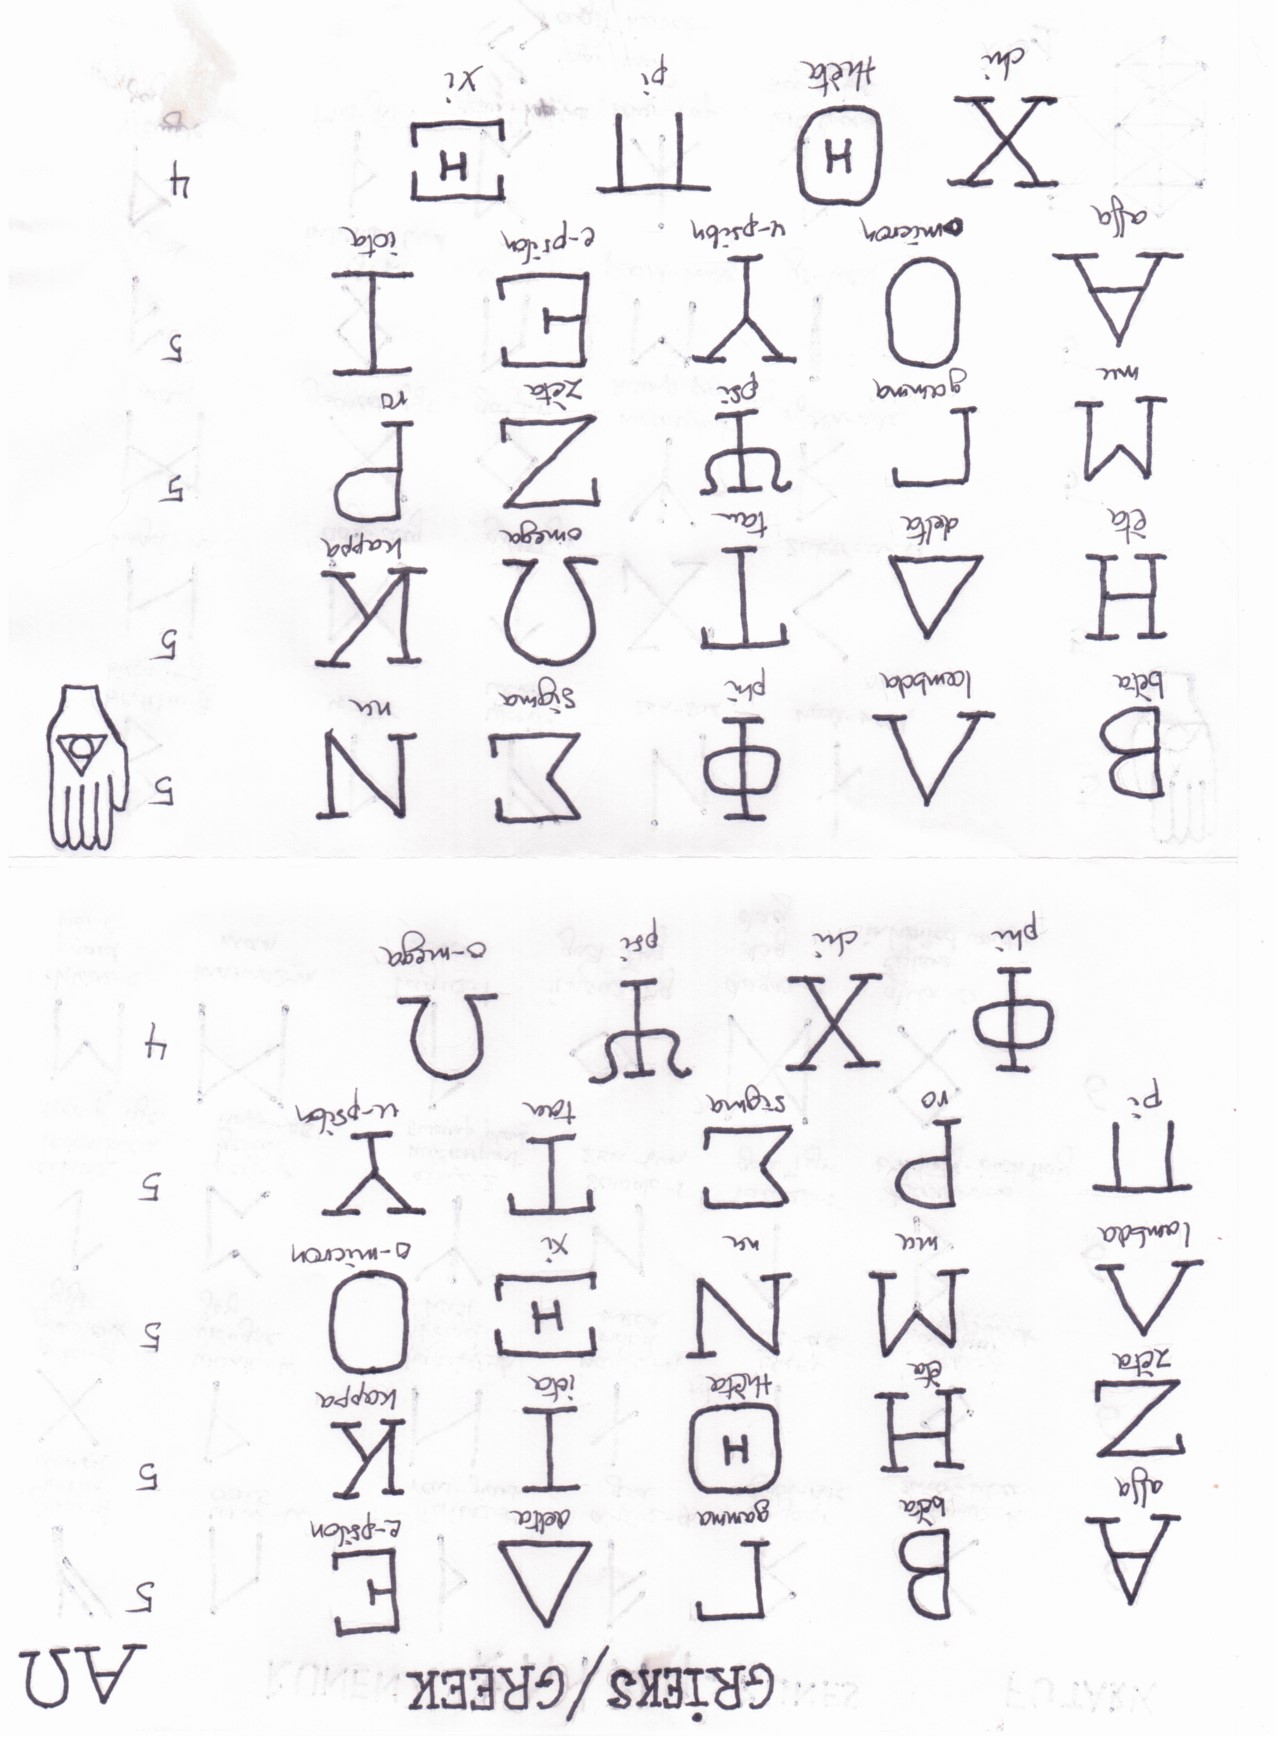 GRİEKS/GREEK ΑΩ
Α Β Γ Δ Ε 5
alfa bèta gamma delta e-psilon
Ζ Η Θ Ι Κ 5
zèta èta thèta iota kappa
Λ Μ Ν Ξ Ο 5
lambda mu nu xi o-micron
Π Ρ Σ Τ Υ 5
pi ro sigma tau u-psilon
Φ Χ Ψ Ω 4
phi chi psi o-mega
Β Λ Φ Σ Ν 5
bèta lambda phi sigma nu
Η Δ Τ Ω Κ 5
èta delta tau omega kappa
Μ Γ Ψ Ζ Ρ 5
mu gamma psi zèta ro
Α Ο Υ Ε Ι 5
alfa omicron u-psilon e-psilon iota
Χ Θ Π Ξ 4
chi thèta pi xi